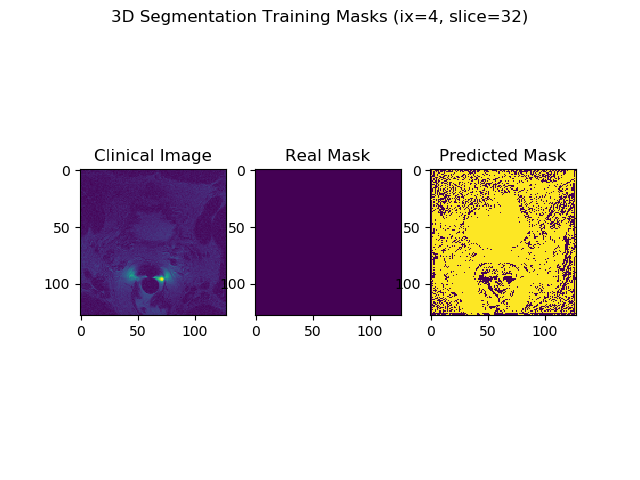 3D Segmentation Training Masks (ix=4, slice=32)
Clinical Image Real Mask Predicted Mask
0 0 0
50 50 50
100 100 100
0 50 100 0 50 100 0 50 100